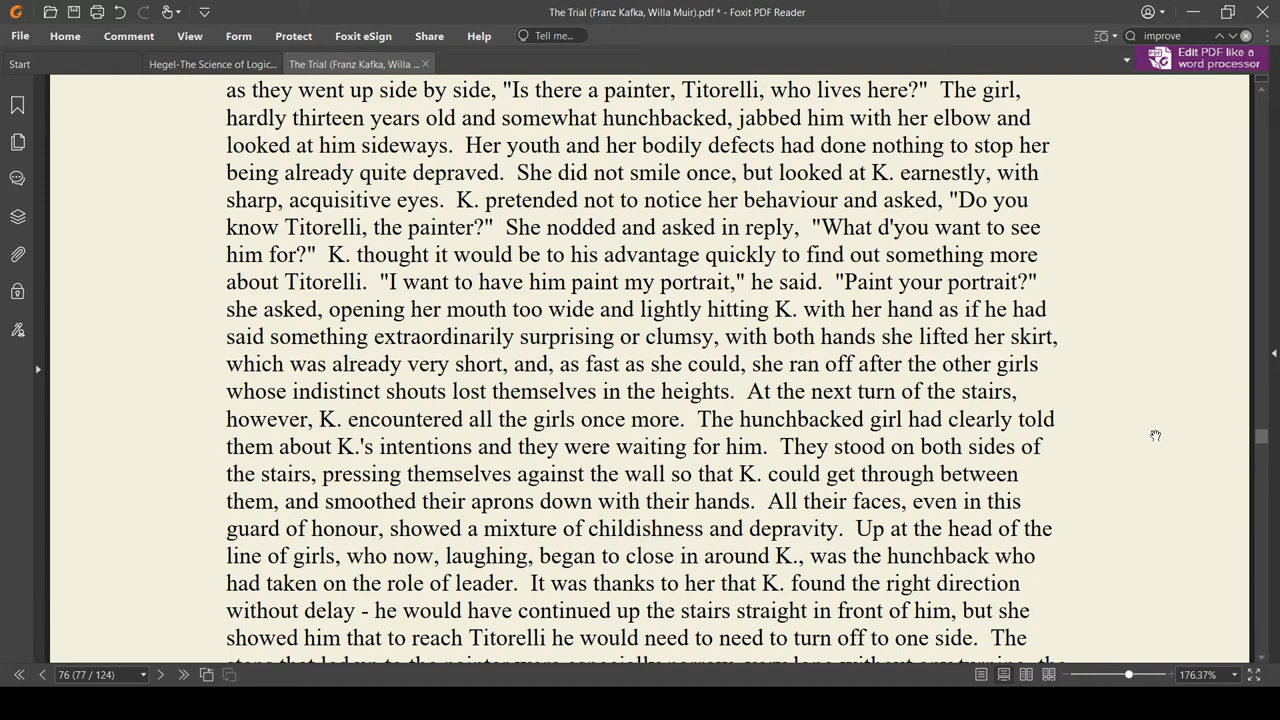 The Trial (Franz Kafka, Willa Muir).pdf * - Foxit PDF Reader
File Home Comment View Form Protect Foxit eSign Share Help Tell me... improve
Start Hegel-The Science of Logic... The Trial (Franz Kafka, Willa ... Edit PDF like a
word processor
as they went up side by side, "Is there a painter, Titorelli, who lives here?" The girl,
hardly thirteen years old and somewhat hunchbacked, jabbed him with her elbow and
looked at him sideways. Her youth and her bodily defects had done nothing to stop her
being already quite depraved. She did not smile once, but looked at K. earnestly, with
sharp, acquisitive eyes. K. pretended not to notice her behaviour and asked, "Do you
know Titorelli, the painter?" She nodded and asked in reply, "What d'you want to see
him for?" K. thought it would be to his advantage quickly to find out something more
about Titorelli. "I want to have him paint my portrait," he said. "Paint your portrait?"
she asked, opening her mouth too wide and lightly hitting K. with her hand as if he had
said something extraordinarily surprising or clumsy, with both hands she lifted her skirt,
which was already very short, and, as fast as she could, she ran off after the other girls
whose indistinct shouts lost themselves in the heights. At the next turn of the stairs,
however, K. encountered all the girls once more. The hunchbacked girl had clearly told
them about K.'s intentions and they were waiting for him. They stood on both sides of
the stairs, pressing themselves against the wall so that K. could get through between
them, and smoothed their aprons down with their hands. All their faces, even in this
guard of honour, showed a mixture of childishness and depravity. Up at the head of the
line of girls, who now, laughing, began to close in around K., was the hunchback who
had taken on the role of leader. It was thanks to her that K. found the right direction
without delay - he would have continued up the stairs straight in front of him, but she
showed him that to reach Titorelli he would need to need to turn off to one side. The
76 (77 / 124) 176.37%